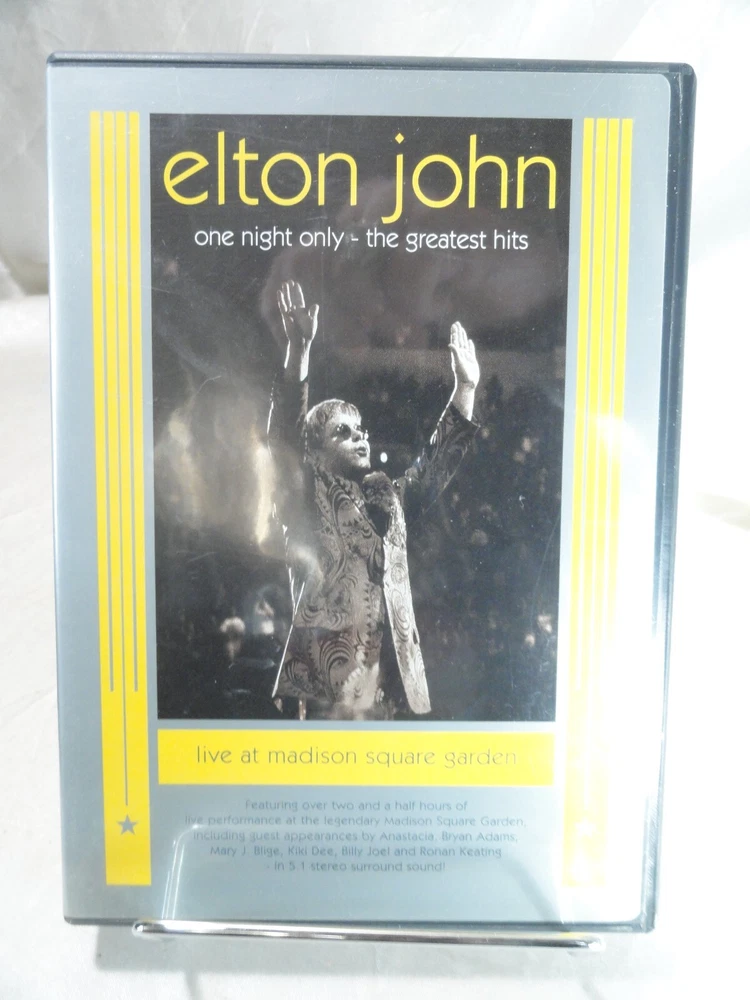 elton john
one night only - the greatest hits
live at madison square garden
Featuring over two and a half hours of
live performance at the legendary Madison Square Garden,
including guest appearances by Anastacia, Bryan Adams,
Mary J. Blige, Kiki Dee, Billy Joel and Ronan Keating
- in 5.1 stereo surround sound!